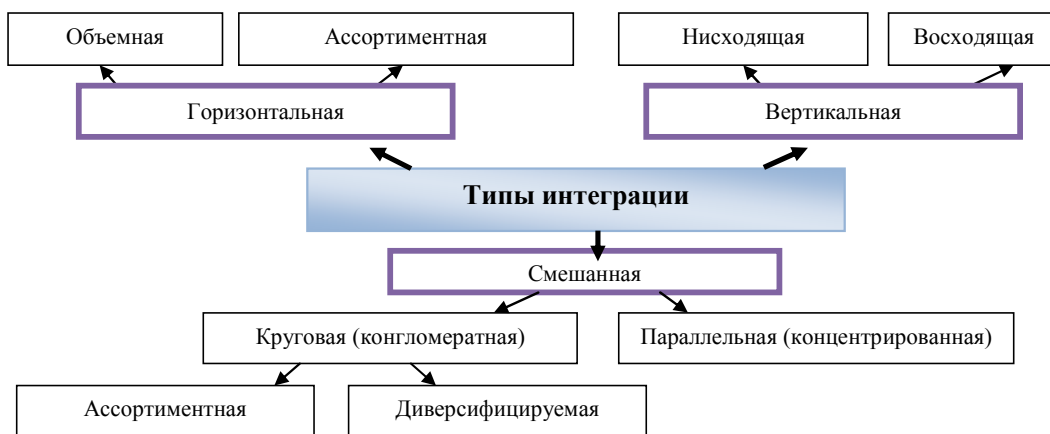 Объемная
Ассортиментная
Нисходящая
Восходящая
Горизонтальная
Вертикальная
Типы интеграции
Смешанная
Круговая (конгломератная)
Параллельная (концентрированная)
Ассортиментная
Диверсифицируемая